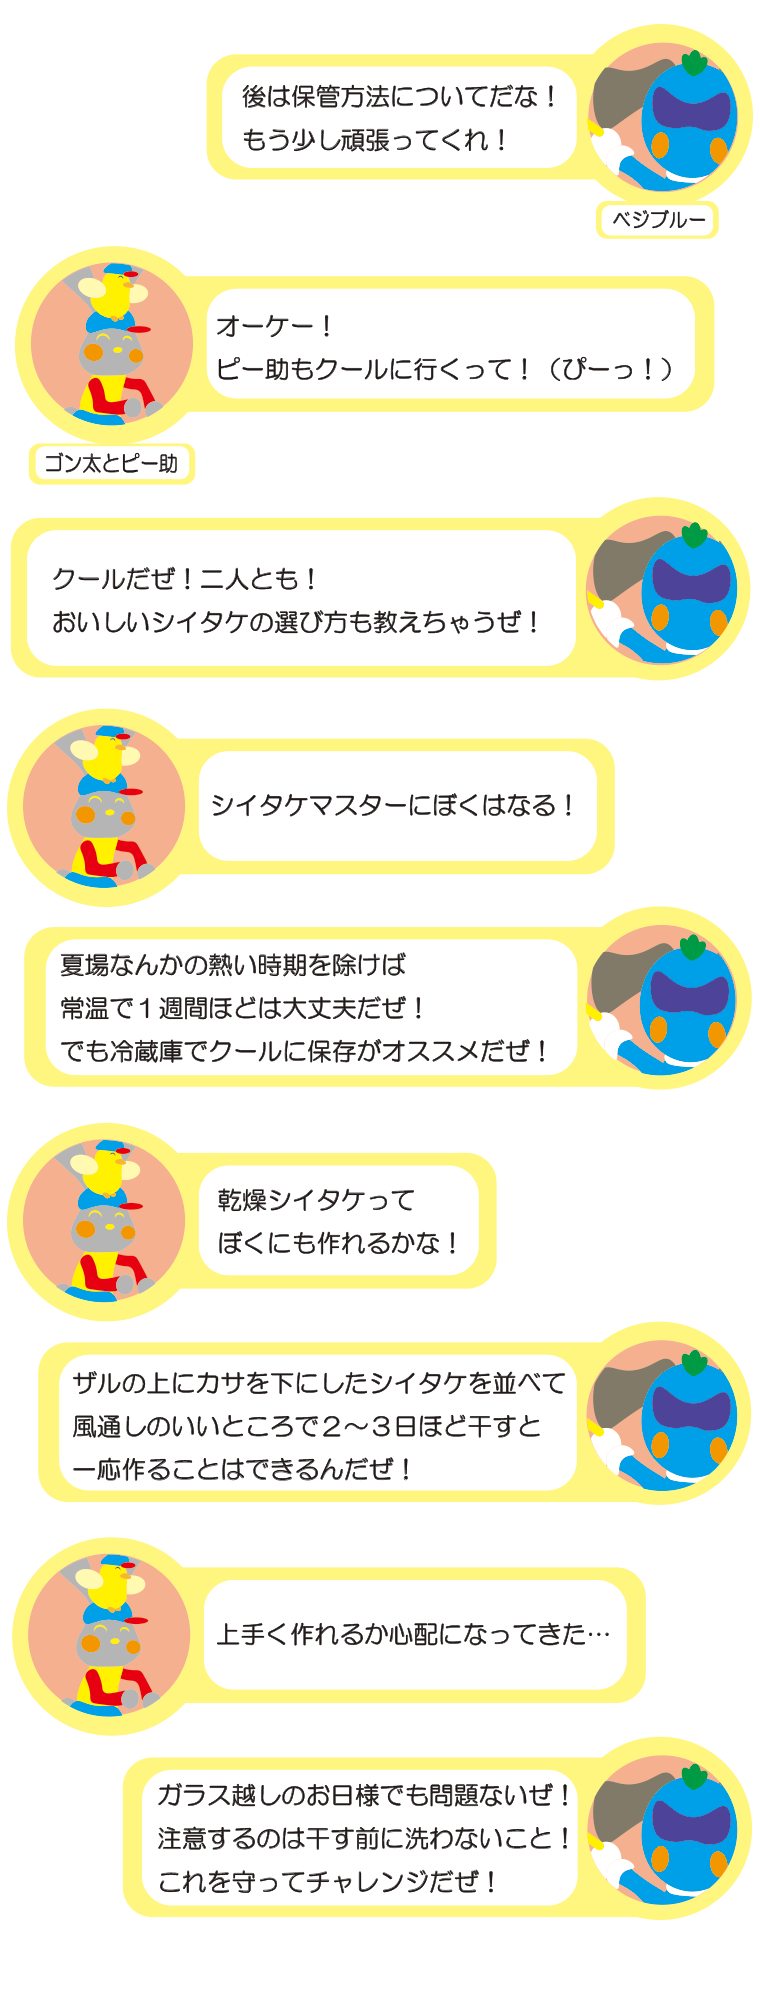 後は保管方法についてだな！
もう少し頑張ってくれ！
ベジブルー
オーケー！
ピー助もクールに行くって！（ぴーっ！）
ゴン太とピー助
クールだぜ！二人とも！
おいしいシイタケの選び方も教えちゃうぜ！
シイタケマスターにぼくはなる！
夏場なんかの熱い時期を除けば
常温で１週間ほどは大丈夫だぜ！
でも冷蔵庫でクールに保存がオススメだぜ！
乾燥シイタケって
ぼくにも作れるかな！
ザルの上にカサを下にしたシイタケを並べて
風通しのいいところで２～３日ほど干すと
一応作ることはできるんだぜ！
上手く作れるか心配になってきた…
ガラス越しのお日様でも問題ないぜ！
注意するのは干す前に洗わないこと！
これを守ってチャレンジだぜ！